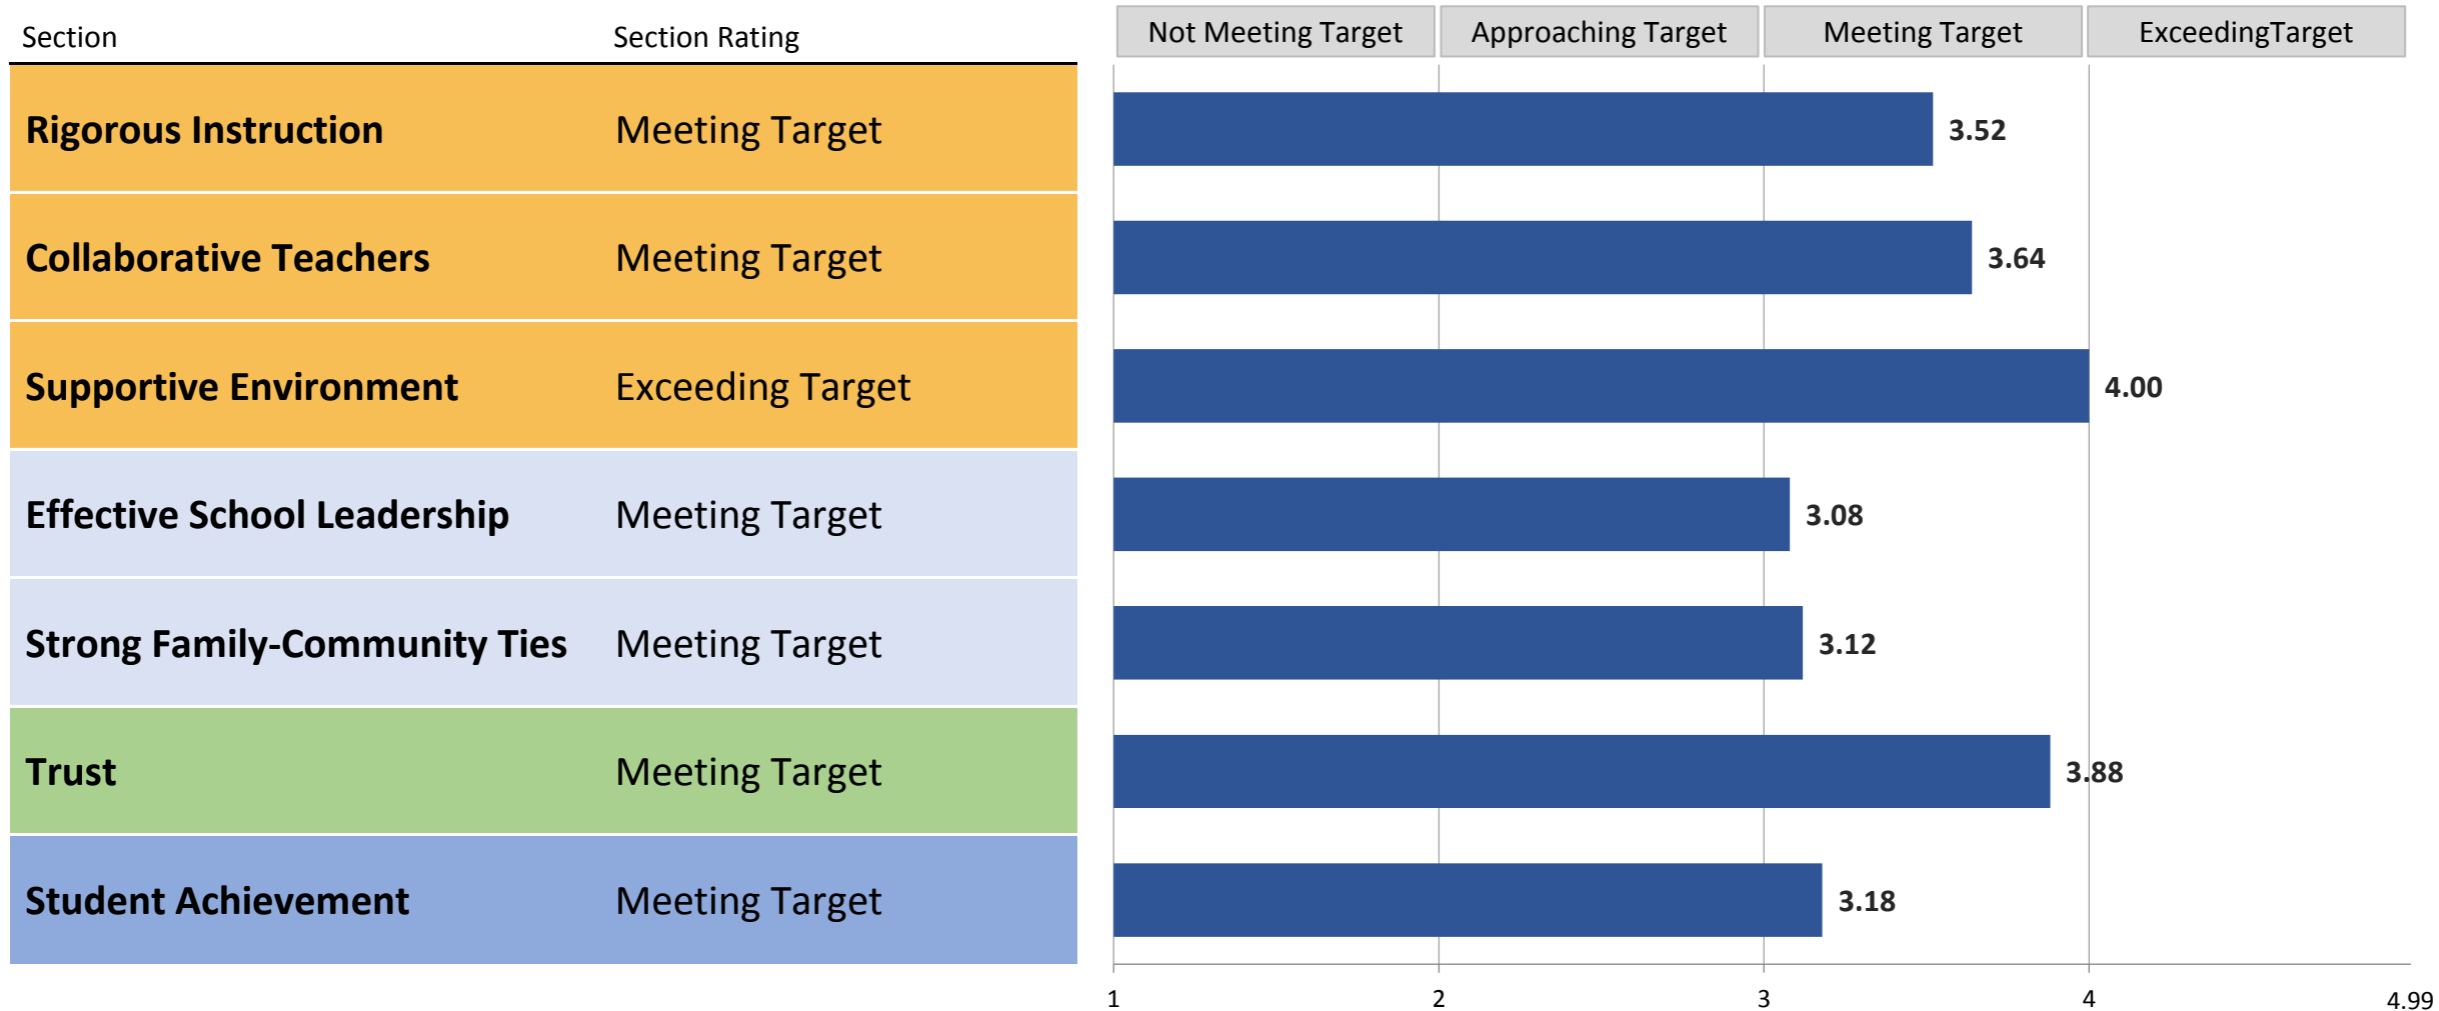 Section Section Rating Not Meeting Target Approaching Target Meeting Target ExceedingTarget
Rigorous Instruction Meeting Target 3.52
Collaborative Teachers Meeting Target 3.64
Supportive Environment Exceeding Target 4.00
Effective School Leadership Meeting Target 3.08
Strong Family-Community Ties Meeting Target 3.12
Trust Meeting Target 3.88
Student Achievement Meeting Target 3.18
1 2 3 4 4.99